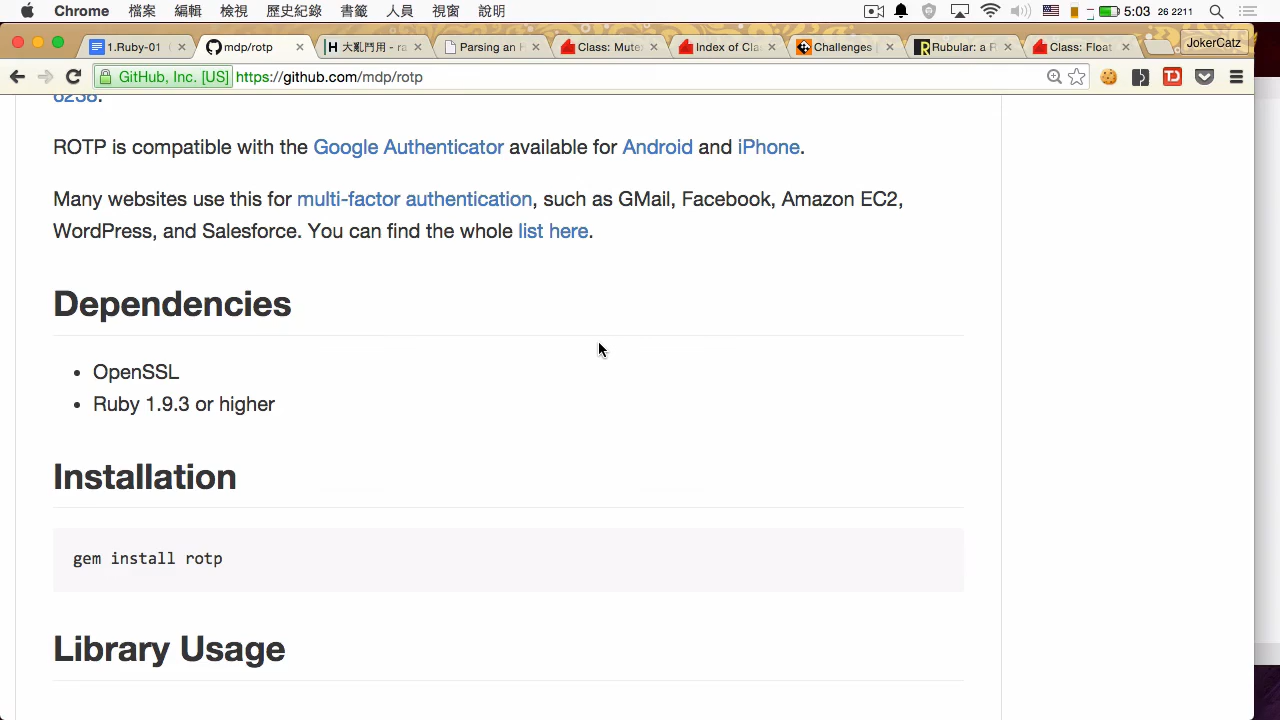 Chrome 檔案 編輯 檢視 歷史紀錄 書籤 人員 視窗 說明 5:03 26 2211
1.Ruby-01 mdp/rotp 大亂鬥用 - ra Parsing an H Class: Mute Index of Cla Challenges Rubular: a F Class: Float JokerCatz
GitHub, Inc. [US] https://github.com/mdp/rotp
6238.
ROTP is compatible with the Google Authenticator available for Android and iPhone.
Many websites use this for multi-factor authentication, such as GMail, Facebook, Amazon EC2,
WordPress, and Salesforce. You can find the whole list here.
Dependencies
• OpenSSL
• Ruby 1.9.3 or higher
Installation
gem install rotp
Library Usage